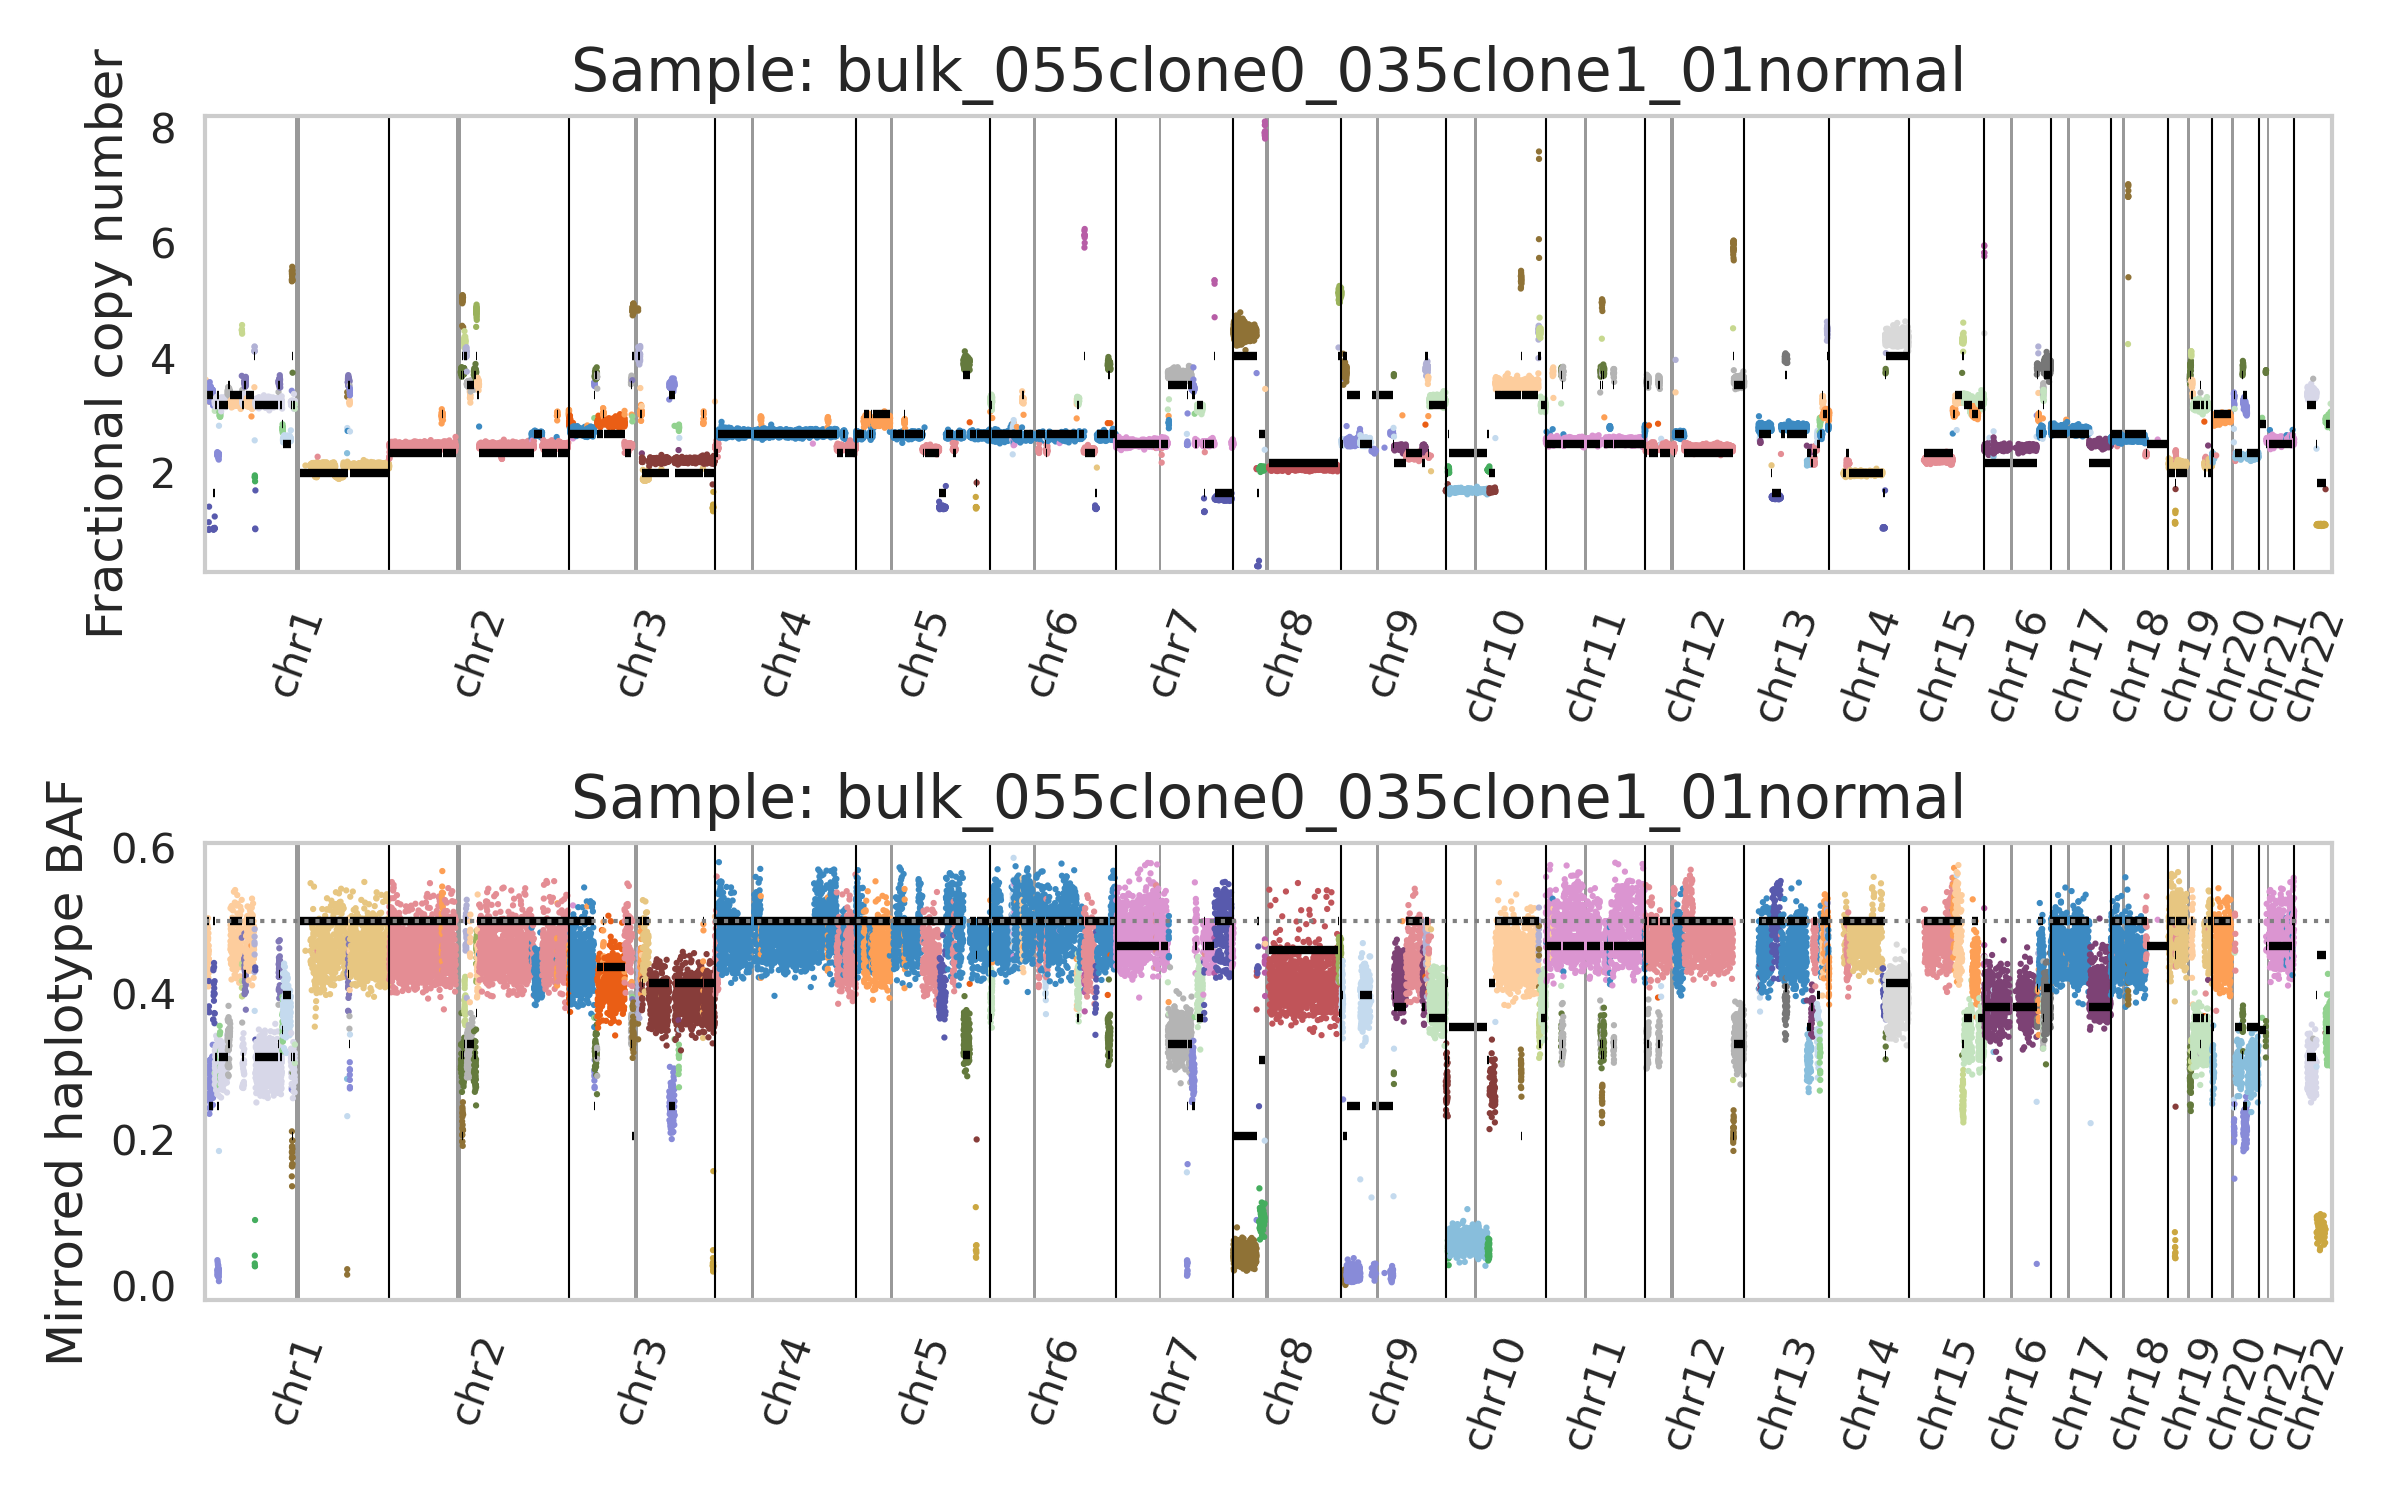 Sample: bulk_055clone0_035clone1_01normal
Fractional copy number
8
6
4
2
chr1
chr2
chr3
chr4
chr5
chr6
chr7
chr8
chr9
chr10
chr11
chr12
chr13
chr14
chr15
chr16
chr17
chr18
chr19
chr20
chr21
chr22
Sample: bulk_055clone0_035clone1_01normal
Mirrored haplotype BAF
0.6
0.4
0.2
0.0
chr1
chr2
chr3
chr4
chr5
chr6
chr7
chr8
chr9
chr10
chr11
chr12
chr13
chr14
chr15
chr16
chr17
chr18
chr19
chr20
chr21
chr22